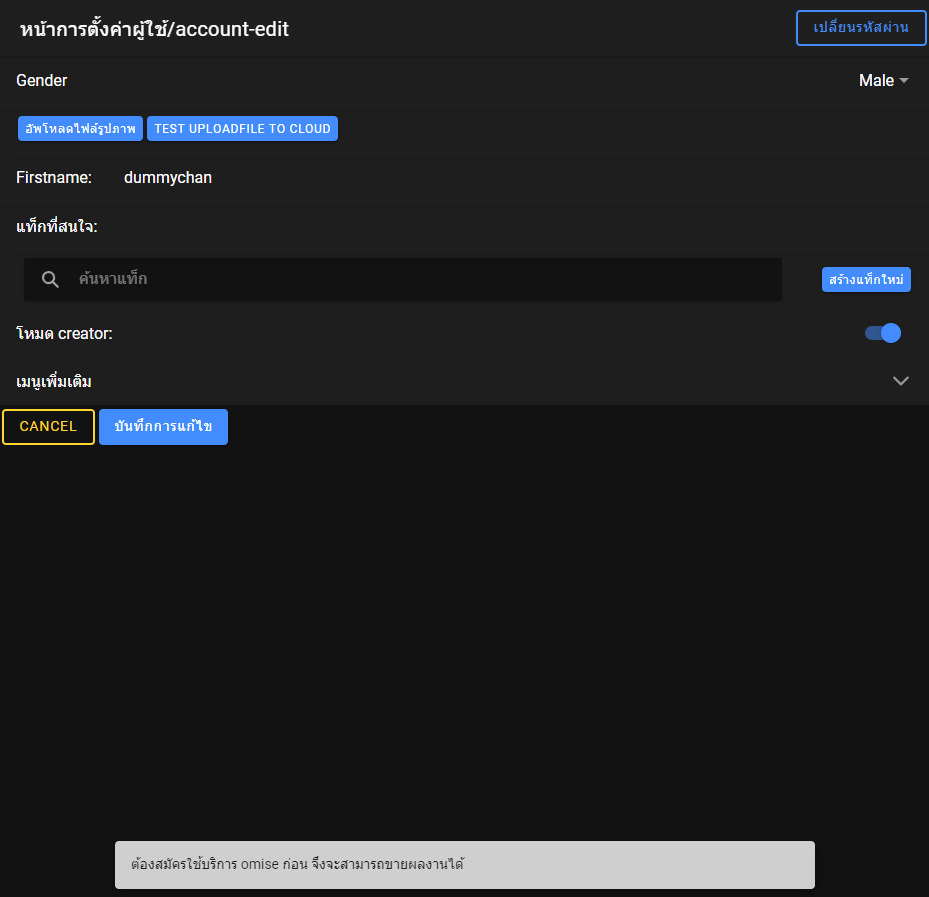 หน้าการตั้งค่าผู้ใช้/account-edit
เปลี่ยนรหัสผ่าน
Gender
Male
อัพโหลดไฟล์รูปภาพ
TEST UPLOADFILE TO CLOUD
Firstname:
dummychan
แท็กที่สนใจ:
ค้นหาแท็ก
สร้างแท็กใหม่
โหมด creator:
เมนูเพิ่มเติม
CANCEL
บันทึกการแก้ไข
ต้องสมัครใช้บริการ omise ก่อน จึงจะสามารถขายผลงานได้